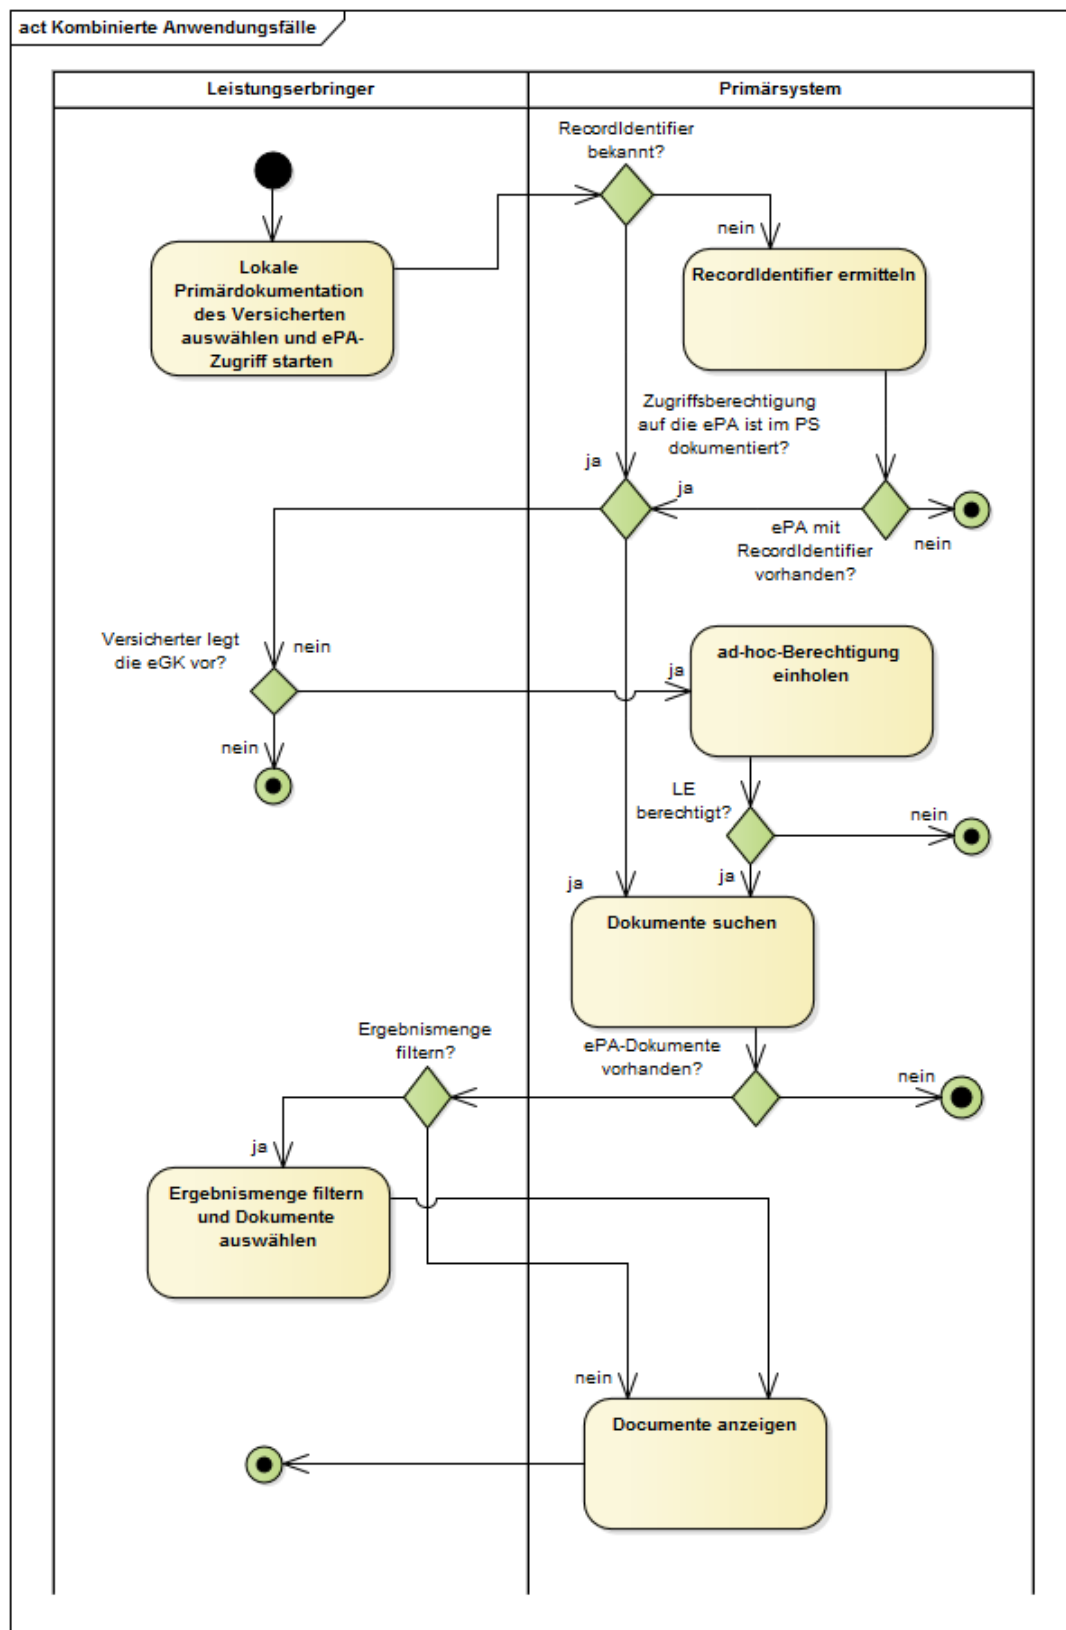 act Kombinierte Anwendungsfälle
Leistungserbringer
Primärsystem
RecordIdentifier
bekannt?
nein
Lokale
Primärdokumentation
des Versicherten
auswählen und ePA-
Zugriff starten
RecordIdentifier ermitteln
Zugriffsberechtigung
auf die ePA ist im PS
dokumentiert?
ja
ja
ePA mit
RecordIdentifier
vorhanden?
nein
Versicherter legt
die eGK vor?
nein
ja
ad-hoc-Berechtigung
einholen
nein
LE
berechtigt?
nein
ja
ja
Dokumente suchen
Ergebnismenge
filtern?
ePA-Dokumente
vorhanden?
nein
ja
Ergebnismenge filtern
und Dokumente
auswählen
nein
Documente anzeigen